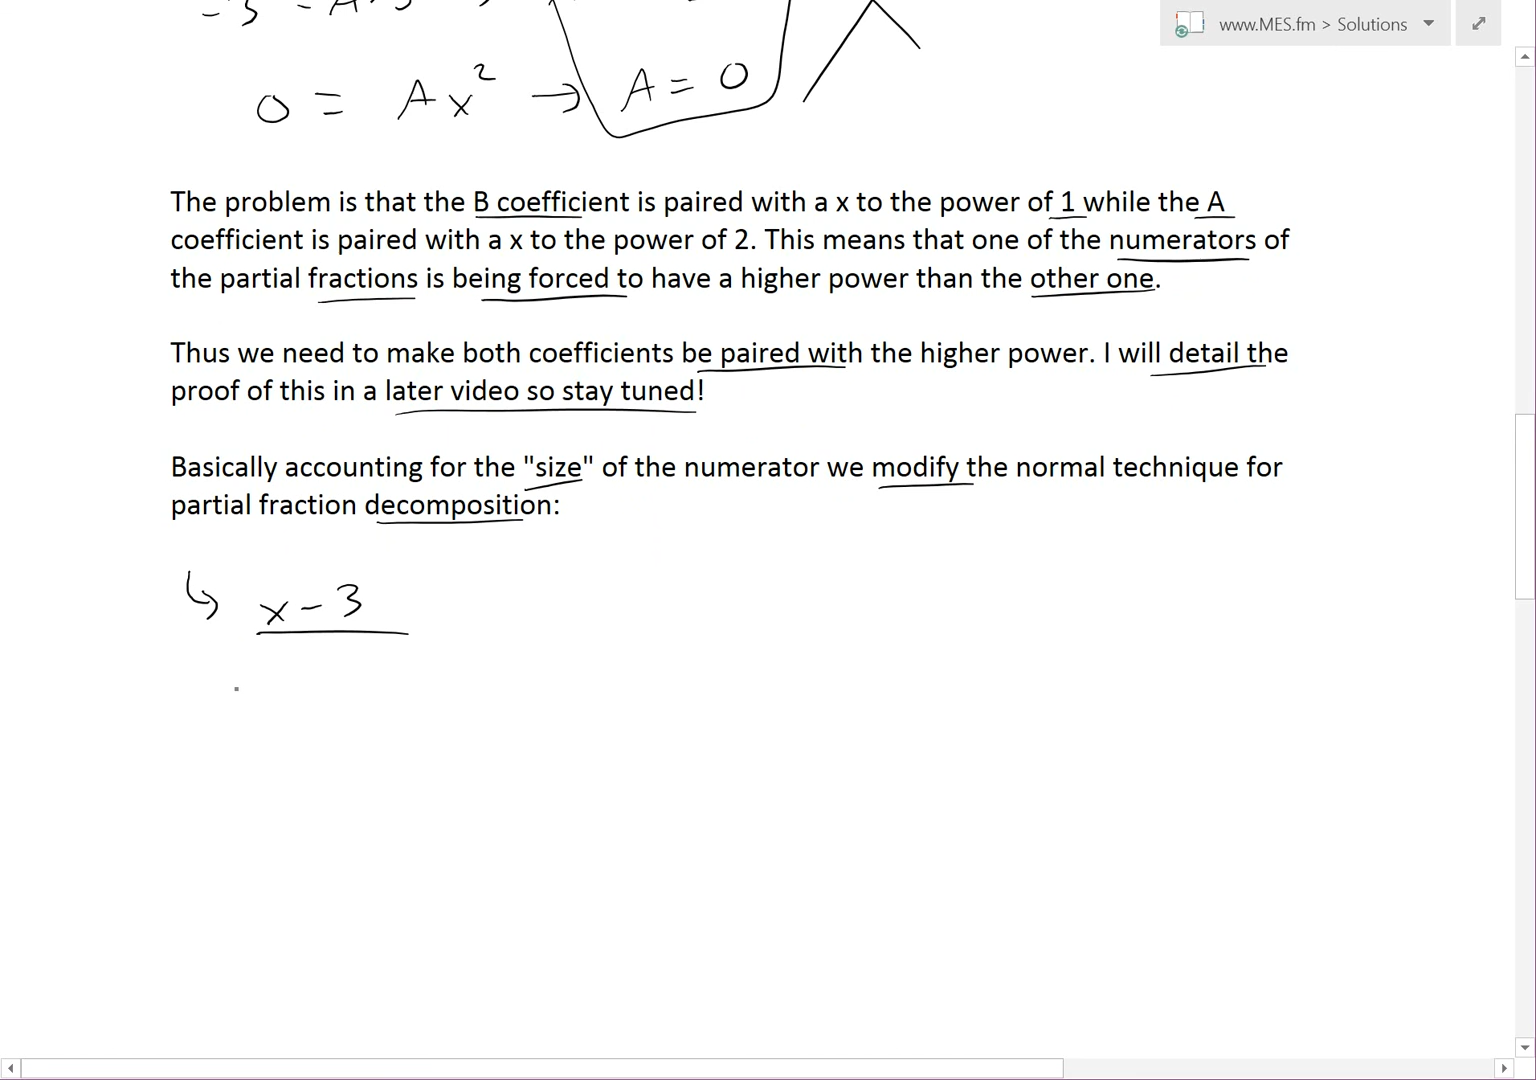 www.MES.fm > Solutions
0 = Ax² → A = 0
The problem is that the B coefficient is paired with a x to the power of 1 while the A
coefficient is paired with a x to the power of 2. This means that one of the numerators of
the partial fractions is being forced to have a higher power than the other one.
Thus we need to make both coefficients be paired with the higher power. I will detail the
proof of this in a later video so stay tuned!
Basically accounting for the "size" of the numerator we modify the normal technique for
partial fraction decomposition:
↳ x - 3